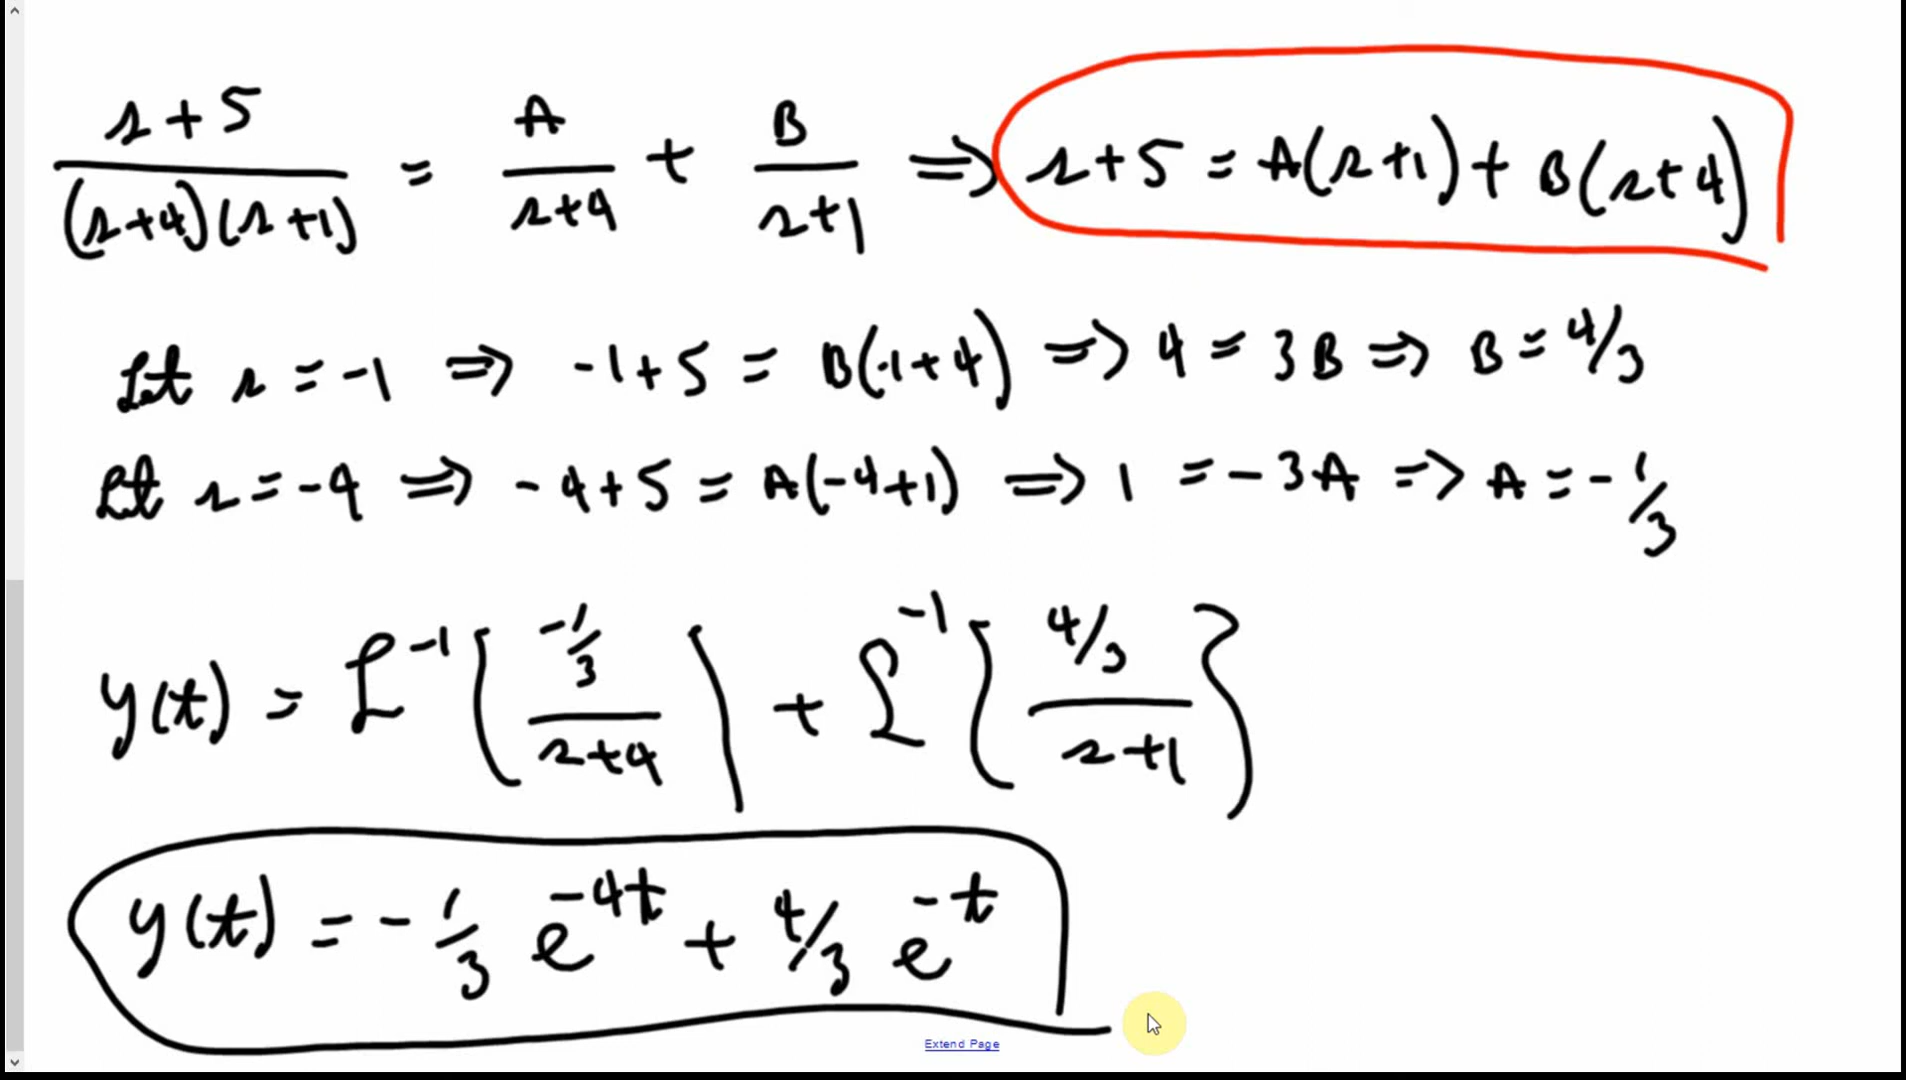 s+5/((s+4)(s+1)) = A/(s+4) + B/(s+1) ⇒ s+5 = A(s+1) + B(s+4)
Let s = -1 ⇒ -1+5 = B(-1+4) ⇒ 4 = 3B ⇒ B = 4/3
Let s = -4 ⇒ -4+5 = A(-4+1) ⇒ 1 = -3A ⇒ A = -1/3
y(t) = ℒ⁻¹{(-1/3)/(s+4)} + ℒ⁻¹{(4/3)/(s+1)}
y(t) = -1/3 e^(-4t) + 4/3 e^(-t)
Extend Page